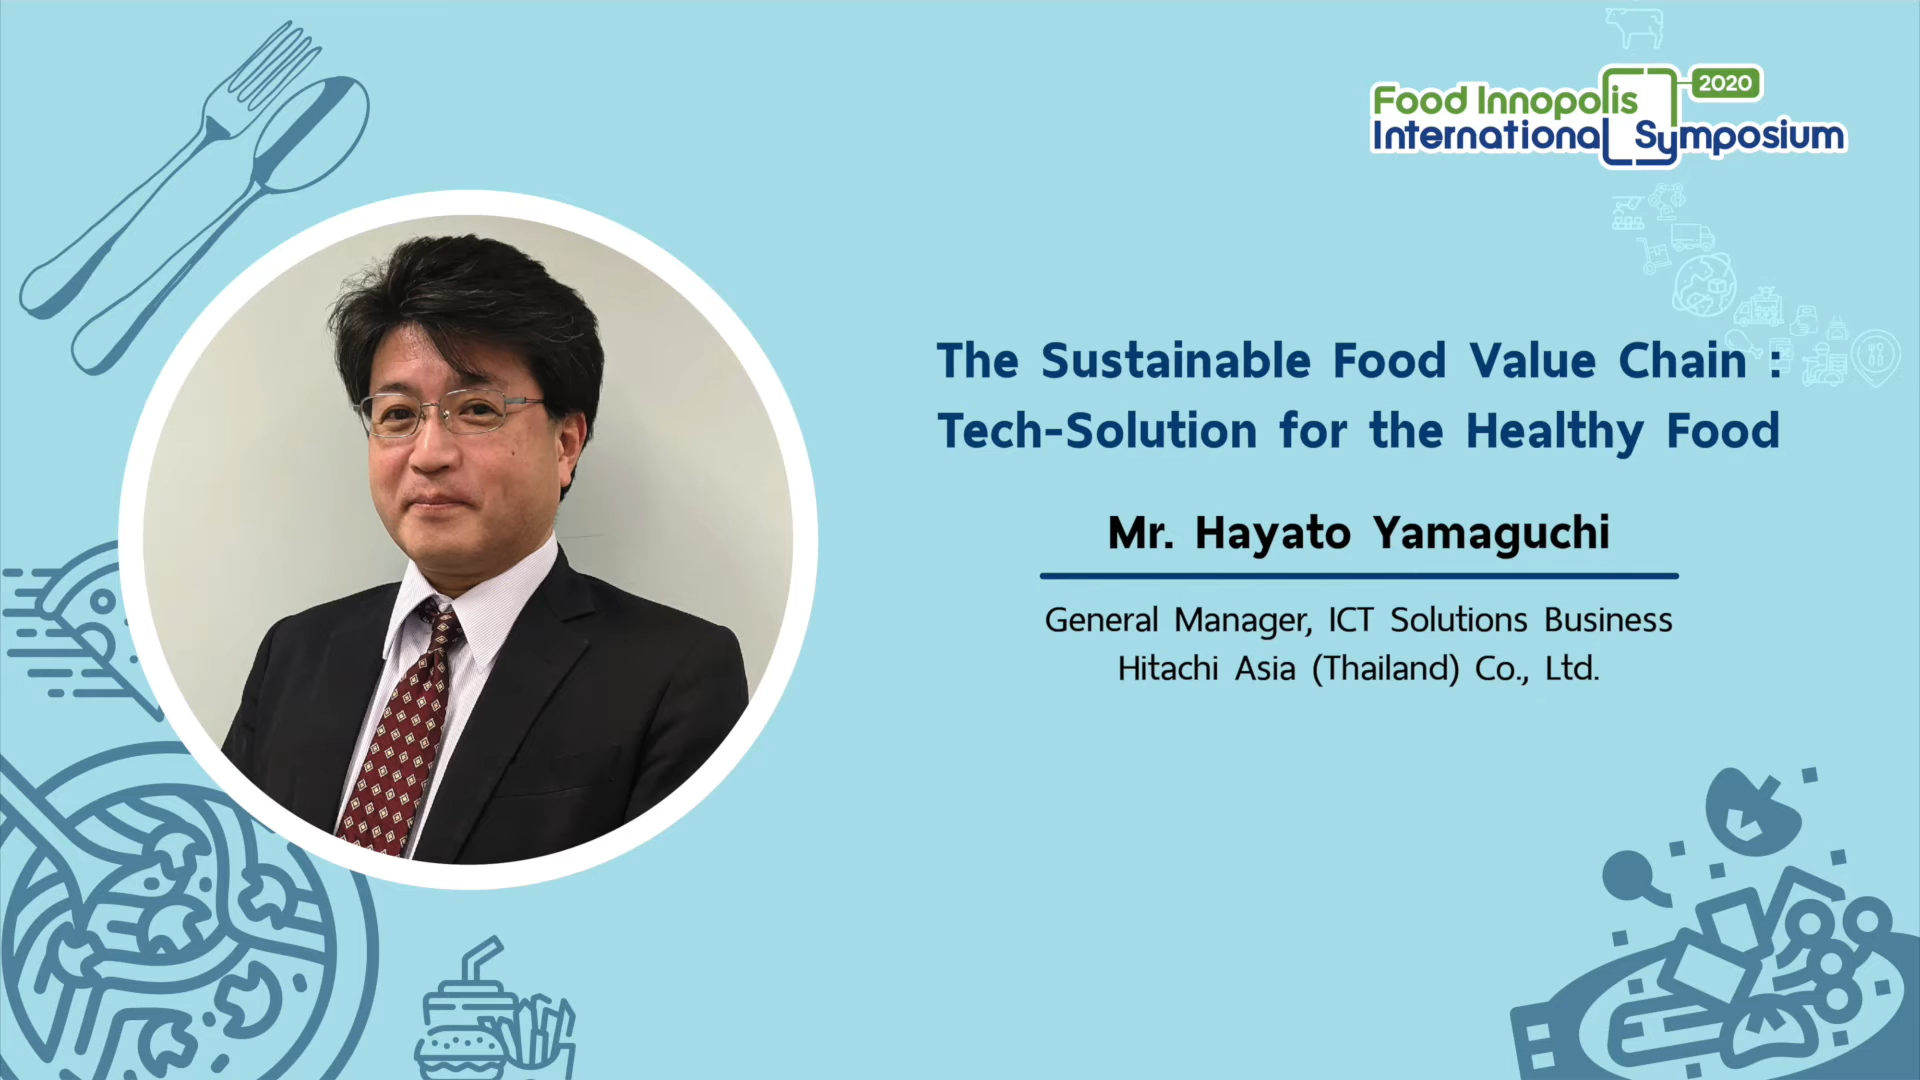 Food Innopolis 2020
International Symposium
The Sustainable Food Value Chain :
Tech-Solution for the Healthy Food
Mr. Hayato Yamaguchi
General Manager, ICT Solutions Business
Hitachi Asia (Thailand) Co., Ltd.